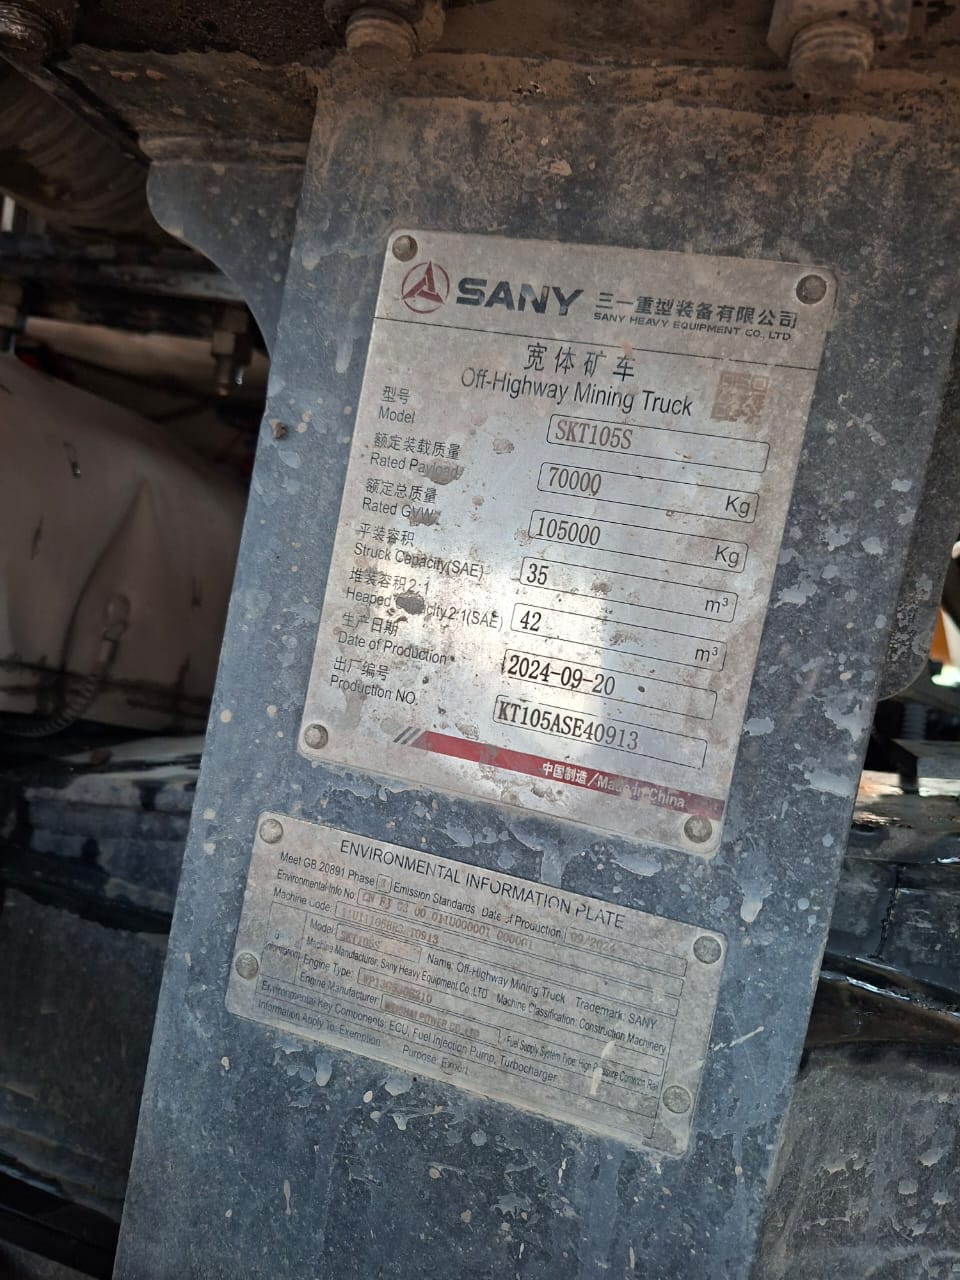 SANY 三一重型装备有限公司
SANY HEAVY EQUIPMENT CO., LTD
宽体矿车
Off-Highway Mining Truck
型号
Model SKT105S
额定装载质量
Rated Payload 70000 Kg
额定总质量
Rated GVW 105000 Kg
平装容积
Struck Capacity(SAE) 35 m³
堆装容积2:1
Heaped Capacity 2:1(SAE) 42 m³
生产日期
Date of Production 2024-09-20
出厂编号
Production NO. KT105ASE40913
中国制造/Made in China
ENVIRONMENTAL INFORMATION PLATE
Meet GB 20891 Phase Emission Standards Date of Production 09/2024
Environmental Info No:
Machine Code:
Model SKT105S Name: Off-Highway Mining Truck Trademark: SANY
Machine Manufacturer: Sany Heavy Equipment Co., LTD Machine Classification: Construction Machinery
Engine Type: Fuel Supply System Type: High Pressure Common Rail
Engine Manufacturer:
Environmental Key Components: ECU, Fuel Injection Pump, Turbocharger
Information Apply To: Exemption Purpose: Export